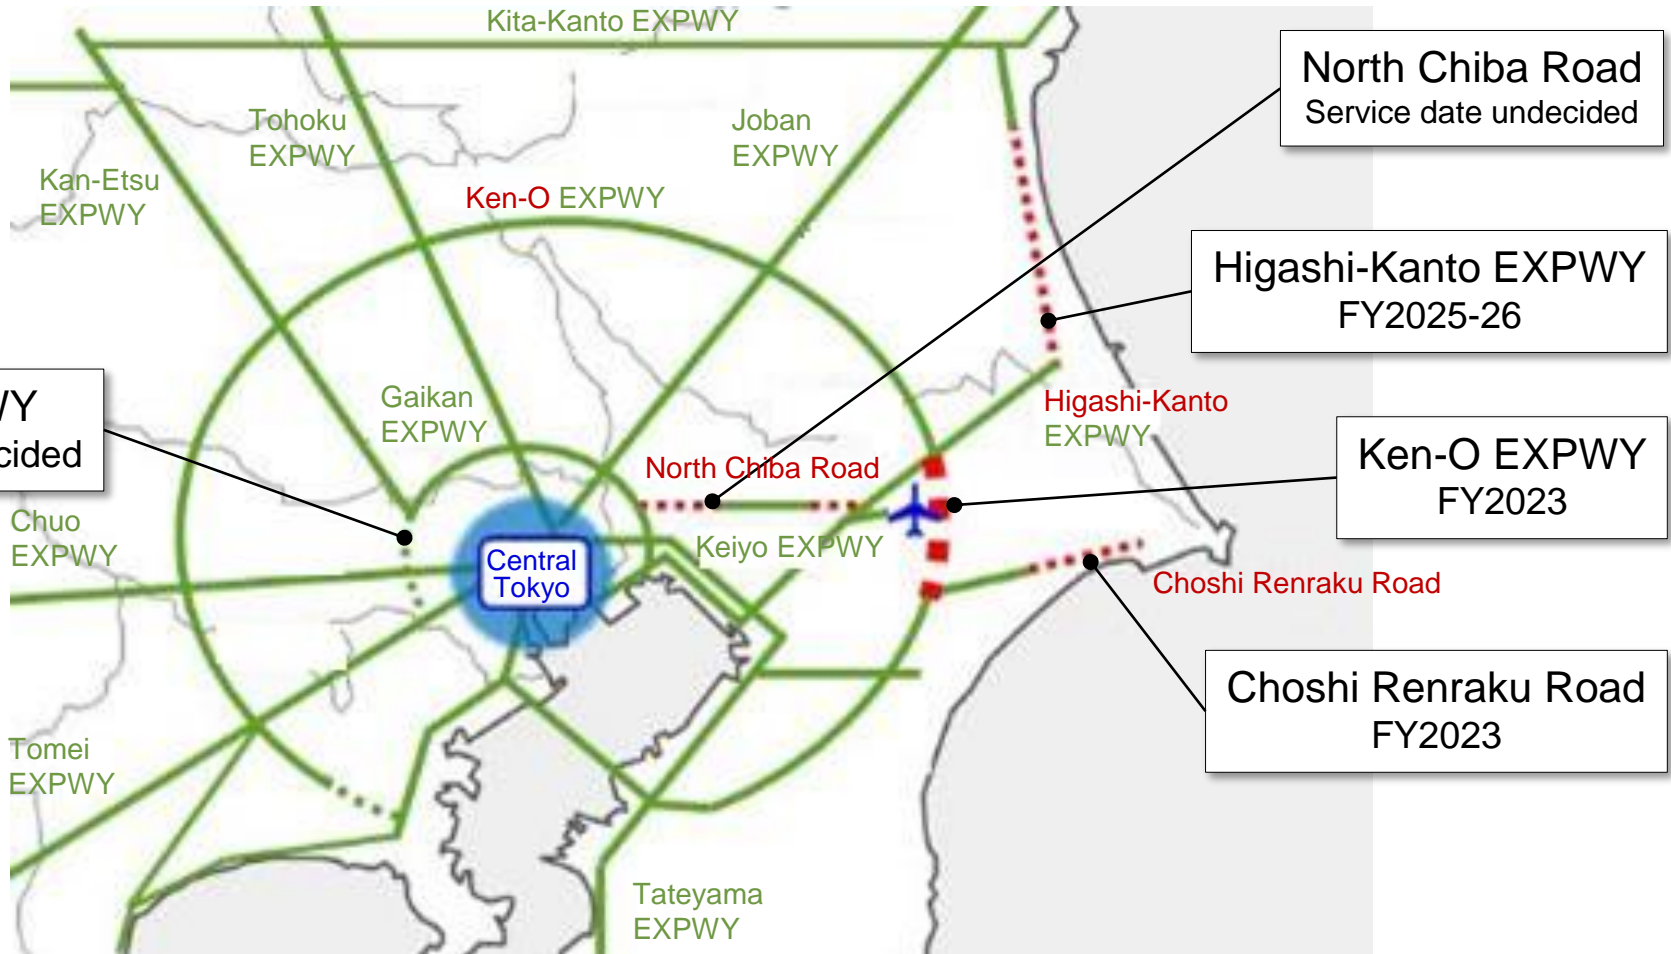 Kita-Kanto EXPWY
North Chiba Road
Service date undecided
Tohoku
EXPWY
Joban
EXPWY
Kan-Etsu
EXPWY
Ken-O EXPWY
Higashi-Kanto EXPWY
FY2025-26
Gaikan
EXPWY
Higashi-Kanto
EXPWY
North Chiba Road
Ken-O EXPWY
FY2023
Chuo
EXPWY
Keiyo EXPWY
Central
Tokyo
Choshi Renraku Road
Choshi Renraku Road
FY2023
Tomei
EXPWY
Tateyama
EXPWY